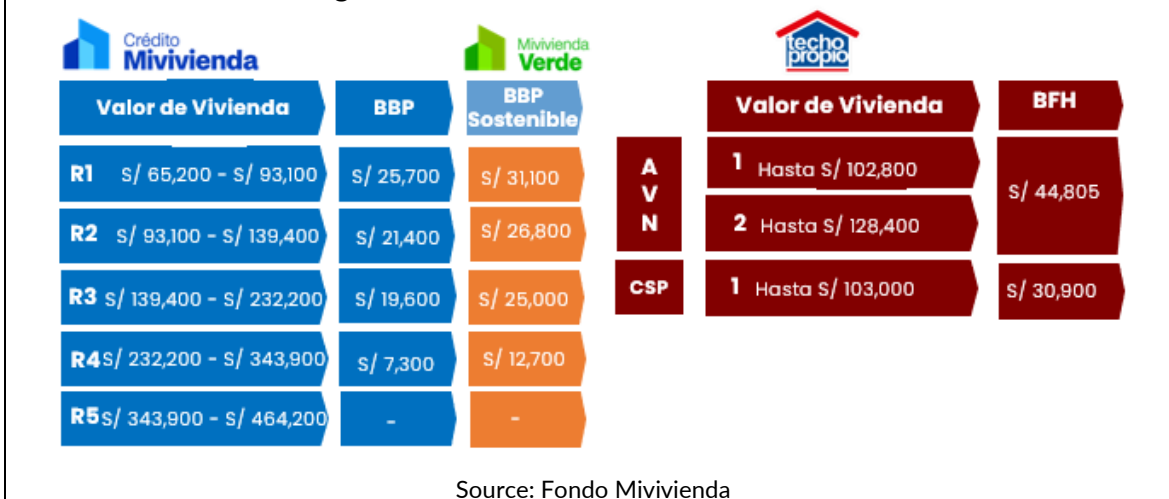 Crédito
Mivivienda
Mivivienda
Verde
techo
propio
Valor de Vivienda BBP BBP Sostenible
R1 S/ 65,200 - S/ 93,100 S/ 25,700 S/ 31,100
R2 S/ 93,100 - S/ 139,400 S/ 21,400 S/ 26,800
R3 S/ 139,400 - S/ 232,200 S/ 19,600 S/ 25,000
R4 S/ 232,200 - S/ 343,900 S/ 7,300 S/ 12,700
R5 S/ 343,900 - S/ 464,200 - -
Valor de Vivienda BFH
AVN
1 Hasta S/ 102,800
2 Hasta S/ 128,400
S/ 44,805
CSP 1 Hasta S/ 103,000 S/ 30,900
Source: Fondo Mivivienda